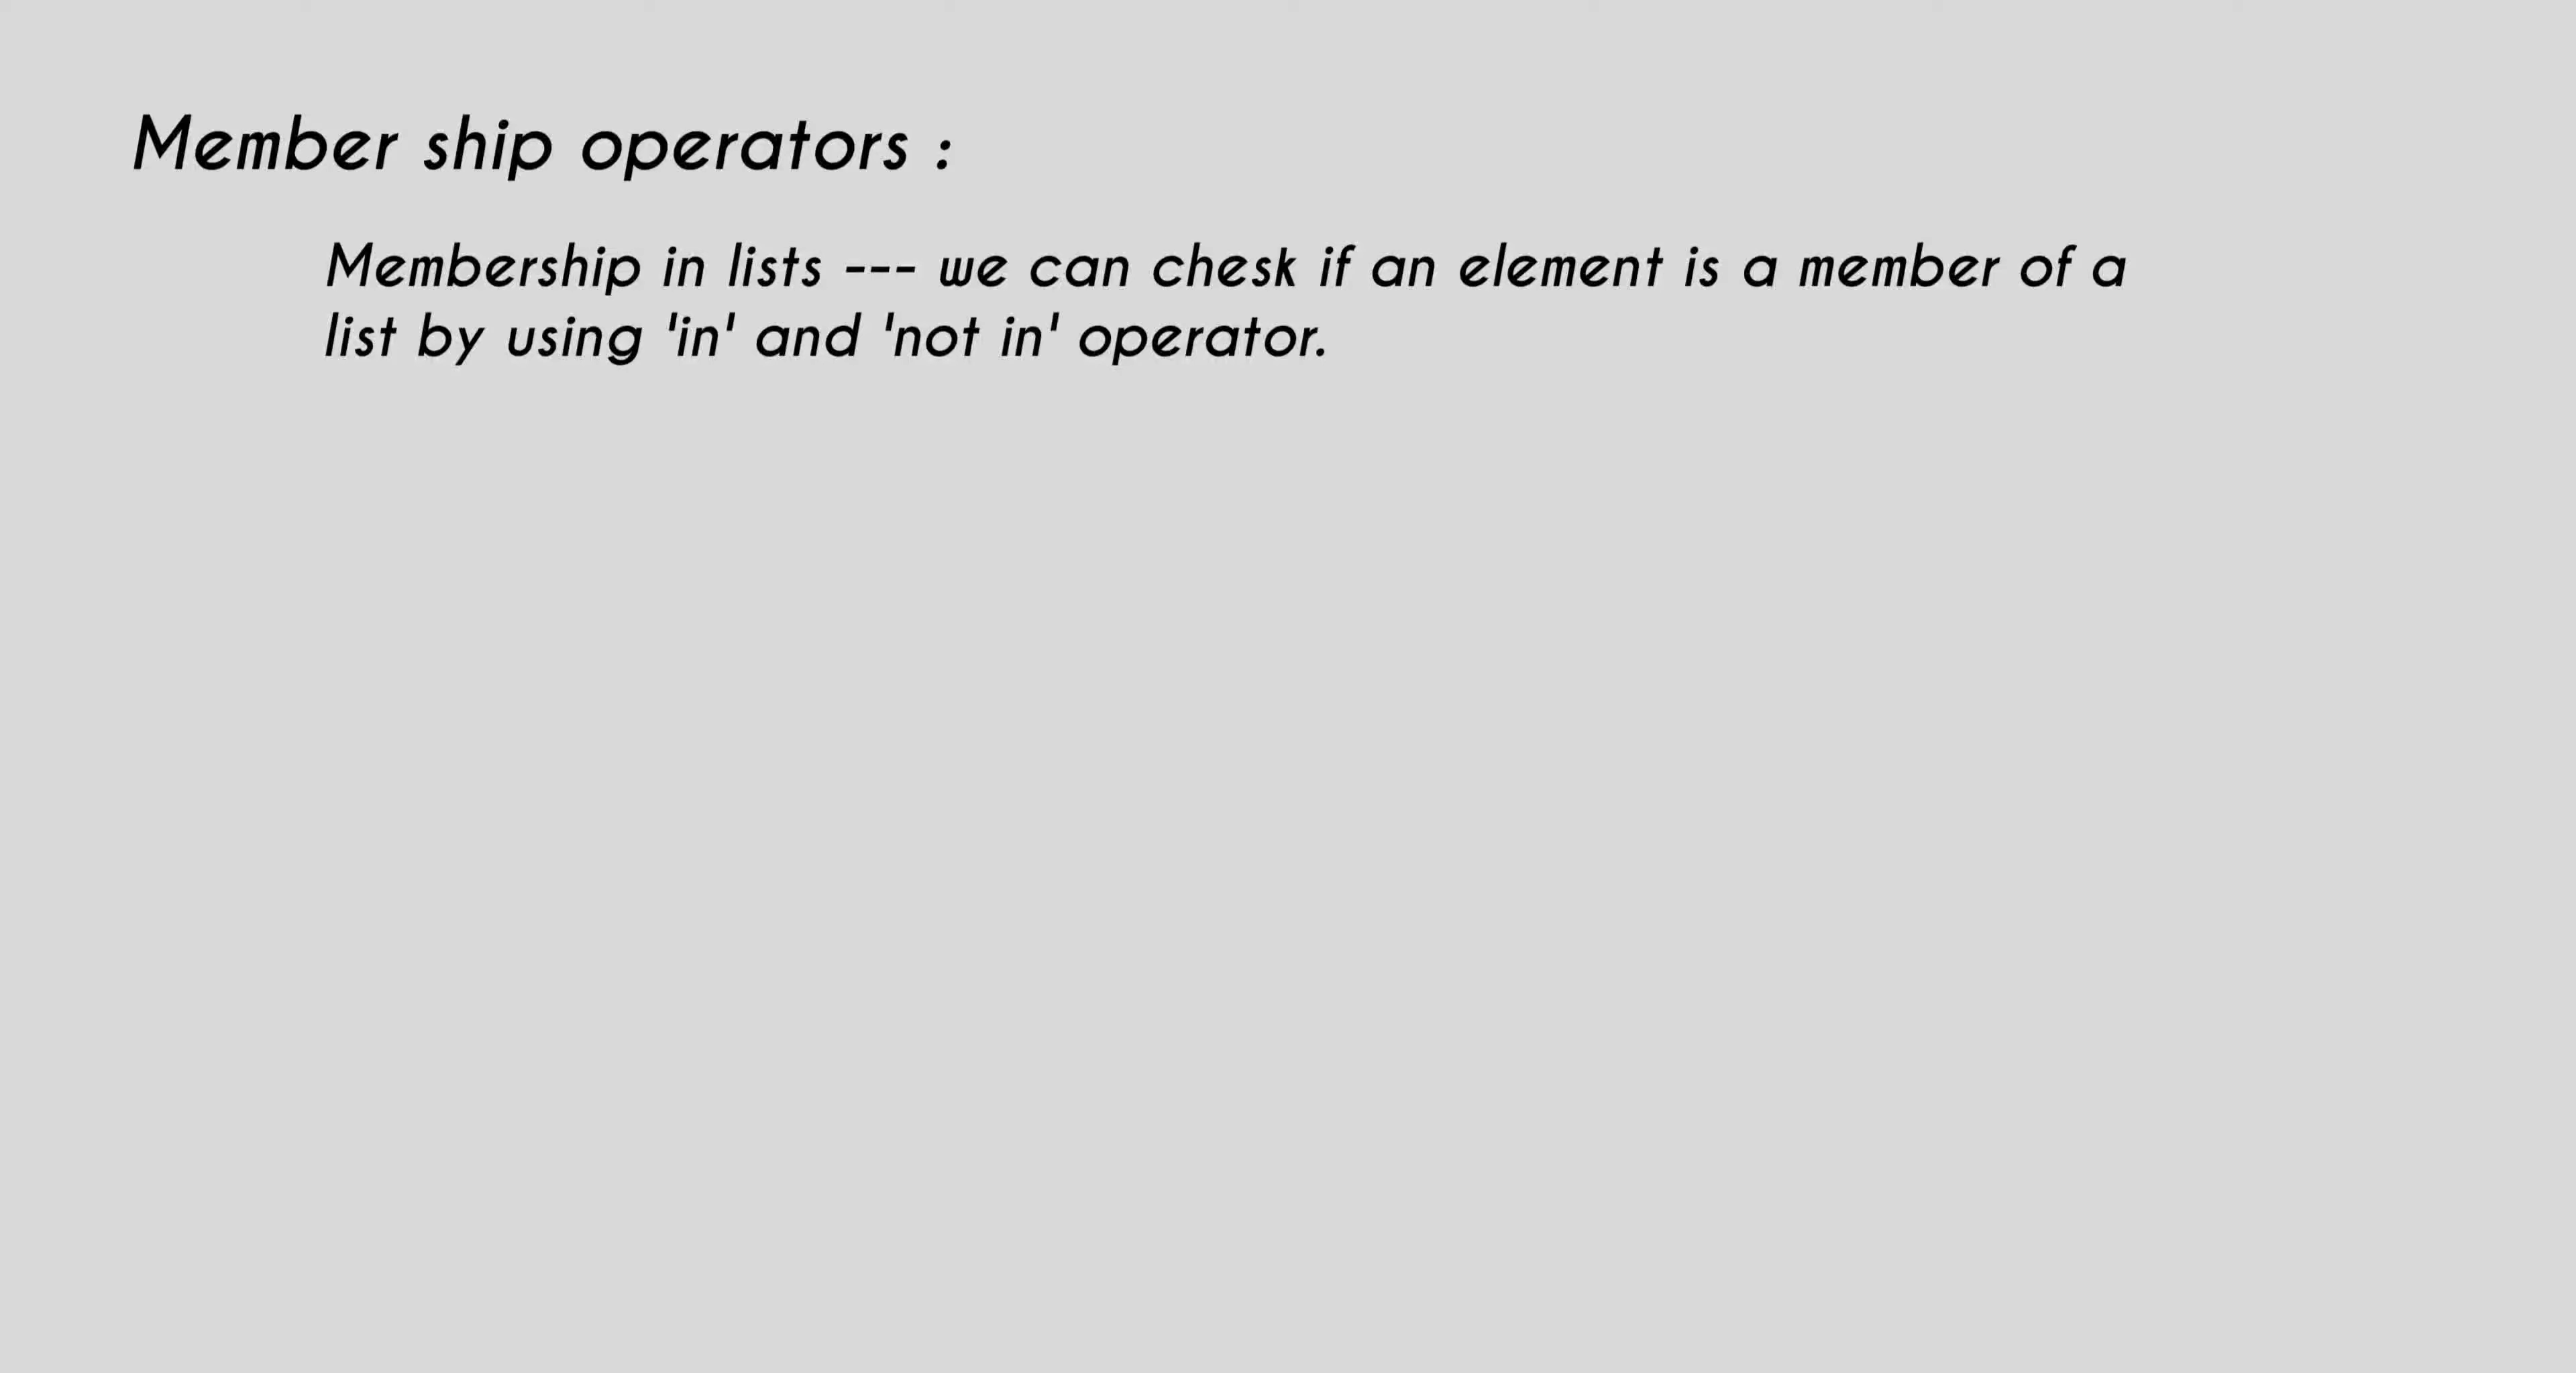 Member ship operators :
Membership in lists --- we can chesk if an element is a member of a
list by using 'in' and 'not in' operator.